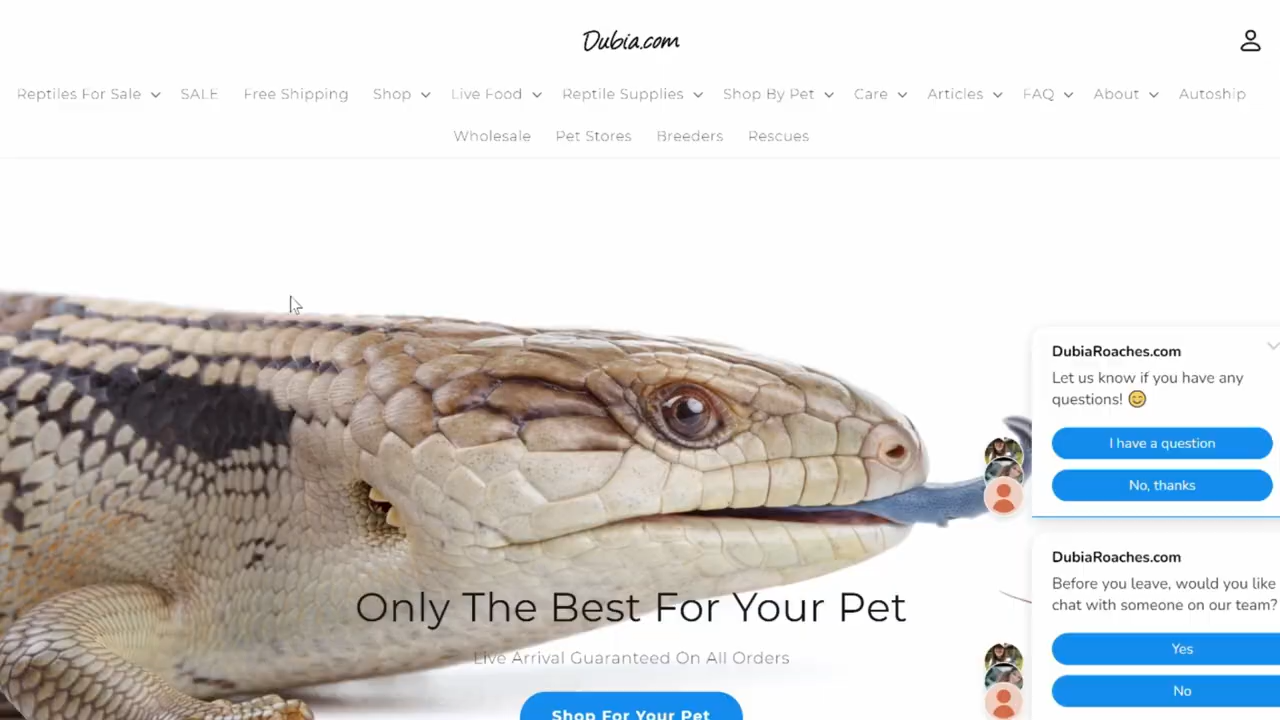 Dubia.com
Reptiles For Sale SALE Free Shipping Shop Live Food Reptile Supplies Shop By Pet Care Articles FAQ About Autoship
Wholesale Pet Stores Breeders Rescues
DubiaRoaches.com
Let us know if you have any
questions! 😊
I have a question
No, thanks
DubiaRoaches.com
Before you leave, would you like
chat with someone on our team?
Yes
No
Only The Best For Your Pet
Live Arrival Guaranteed On All Orders
Shop For Your Pet